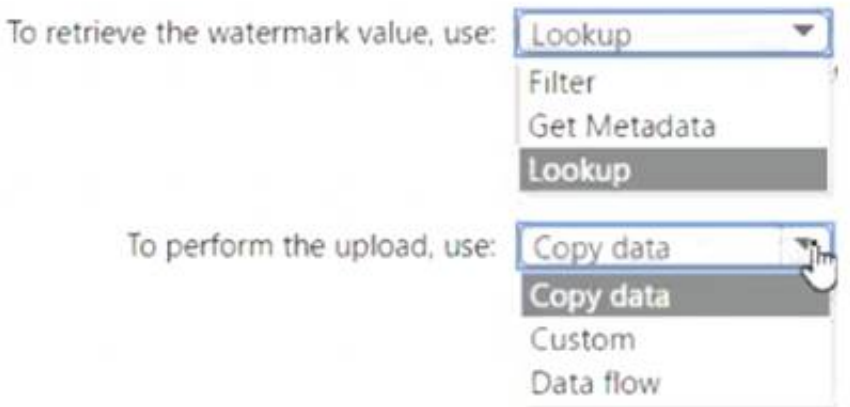 To retrieve the watermark value, use: Lookup
Filter
Get Metadata
Lookup
To perform the upload, use: Copy data
Copy data
Custom
Data flow